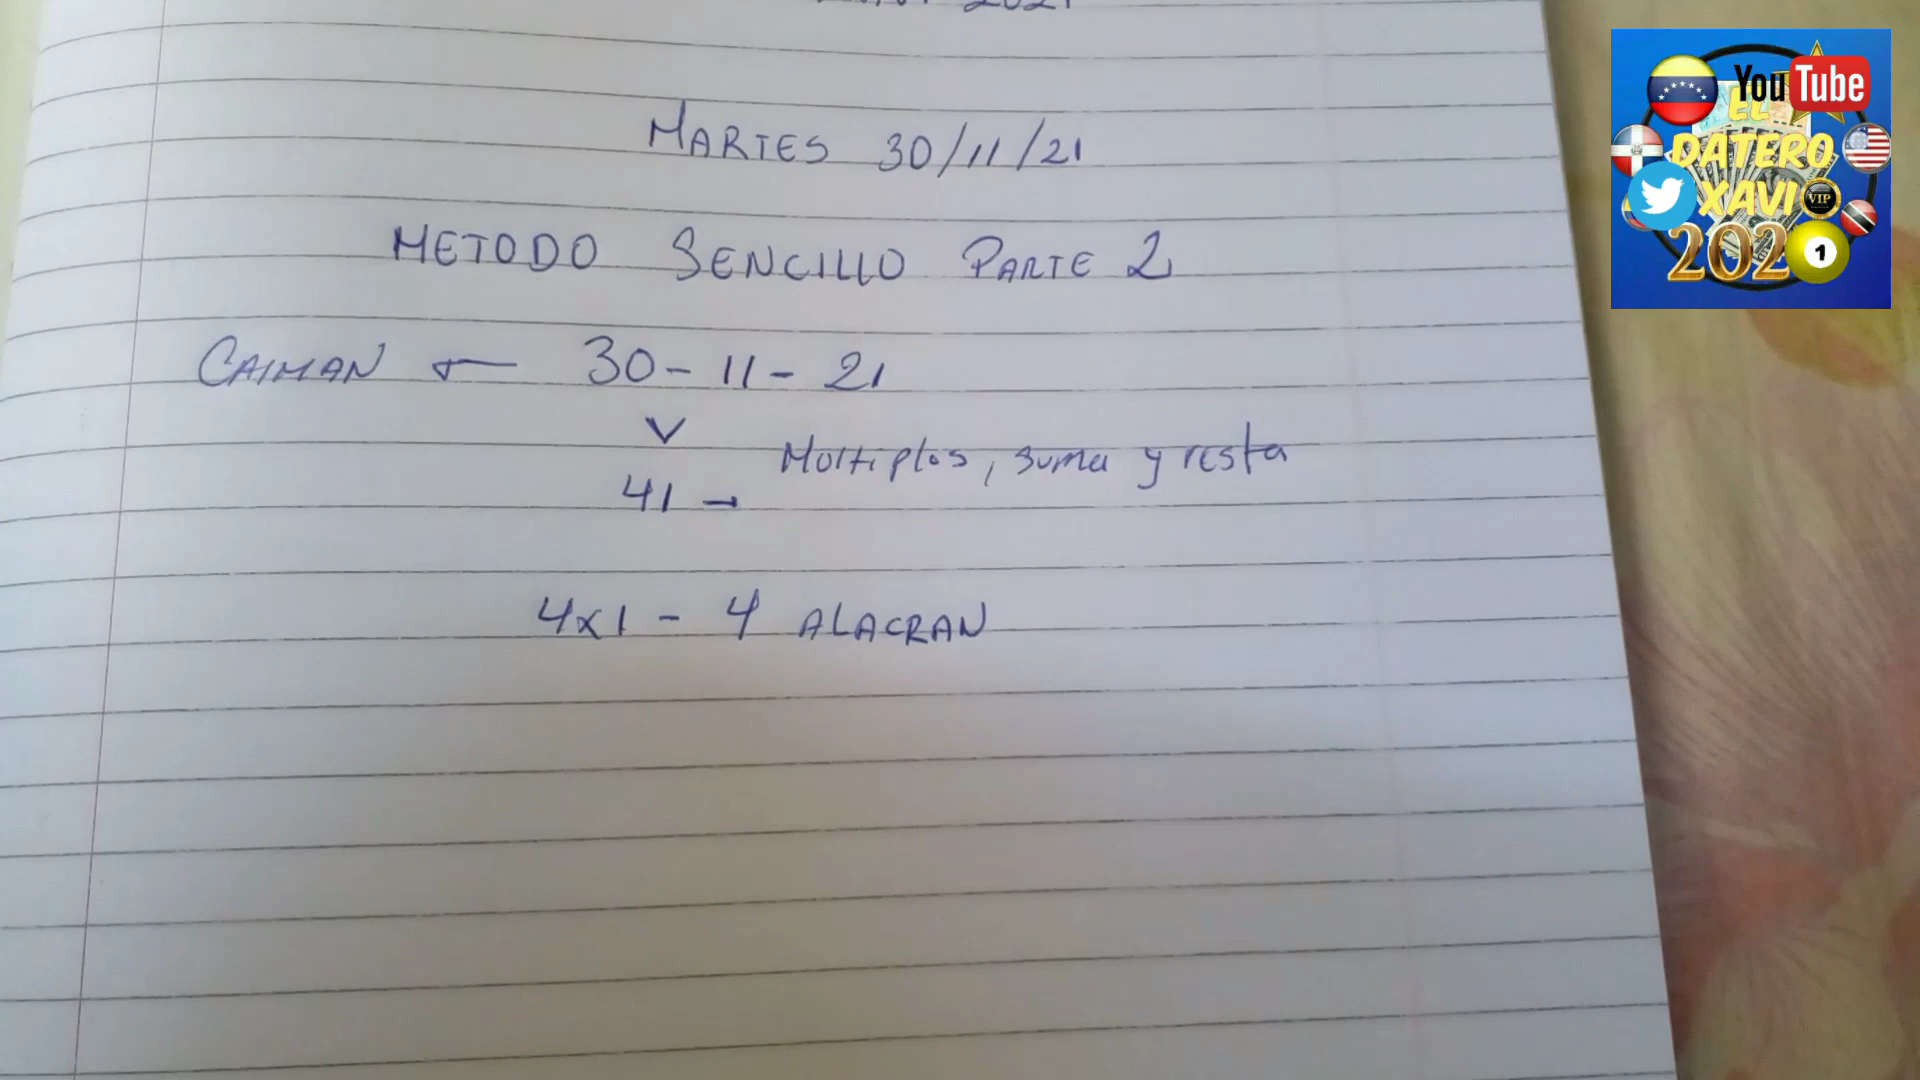 MARTES 30/11/21
METODO SENCILLO PARTE 2
CAIMAN ← 30-11-21
41 → Multiplos, suma y resta
4x1 - 4 ALACRAN
YouTube
EL
DATERO
XAVI VIP
202 1